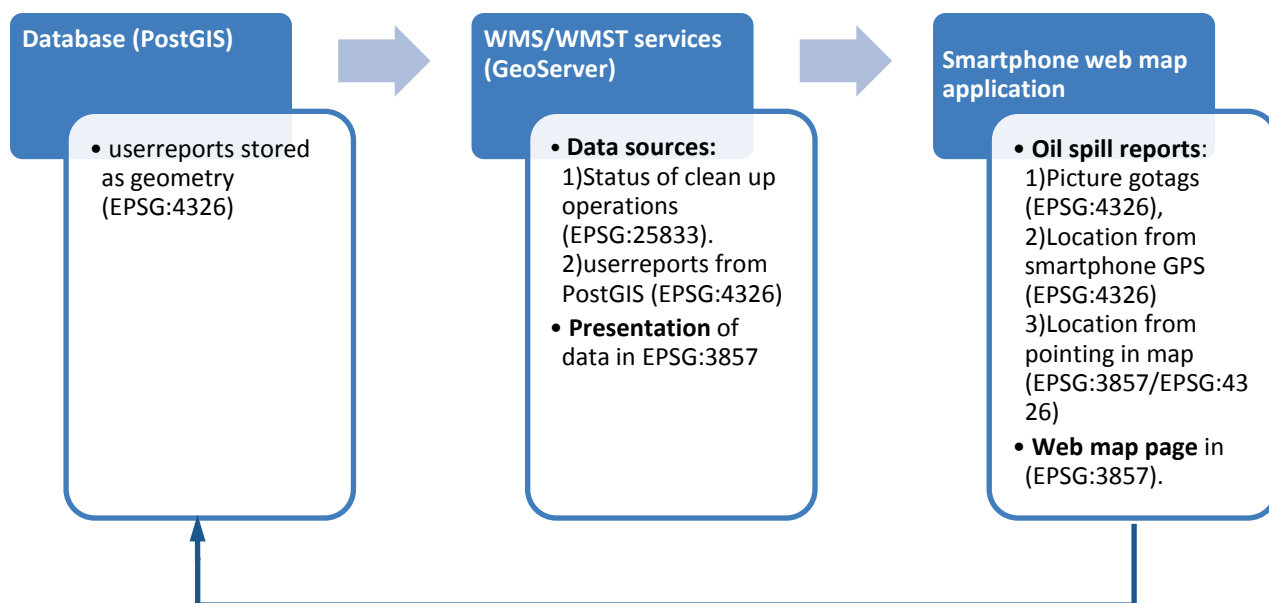 Database (PostGIS)
• userreports stored
as geometry
(EPSG:4326)
WMS/WMST services
(GeoServer)
• Data sources:
1)Status of clean up
operations
(EPSG:25833).
2)userreports from
PostGIS (EPSG:4326)
• Presentation of
data in EPSG:3857
Smartphone web map
application
• Oil spill reports:
1)Picture gotags
(EPSG:4326),
2)Location from
smartphone GPS
(EPSG:4326)
3)Location from
pointing in map
(EPSG:3857/EPSG:43
26)
• Web map page in
(EPSG:3857).